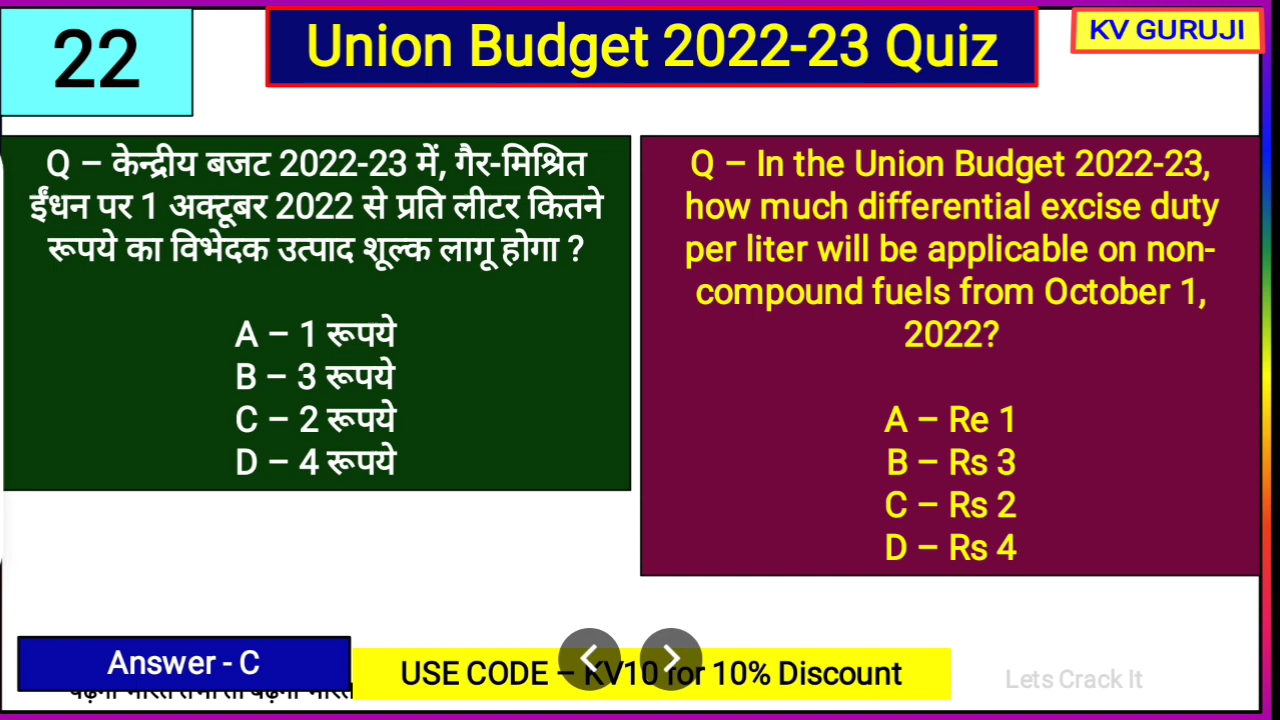 22
Union Budget 2022-23 Quiz
KV GURUJI
Q – केन्द्रीय बजट 2022-23 में, गैर-मिश्रित
ईंधन पर 1 अक्टूबर 2022 से प्रति लीटर कितने
रूपये का विभेदक उत्पाद शूल्क लागू होगा ?
A – 1 रूपये
B – 3 रूपये
C – 2 रूपये
D – 4 रूपये
Q – In the Union Budget 2022-23,
how much differential excise duty
per liter will be applicable on non-
compound fuels from October 1,
2022?
A – Re 1
B – Rs 3
C – Rs 2
D – Rs 4
Answer - C
USE CODE – KV10 for 10% Discount
Lets Crack It